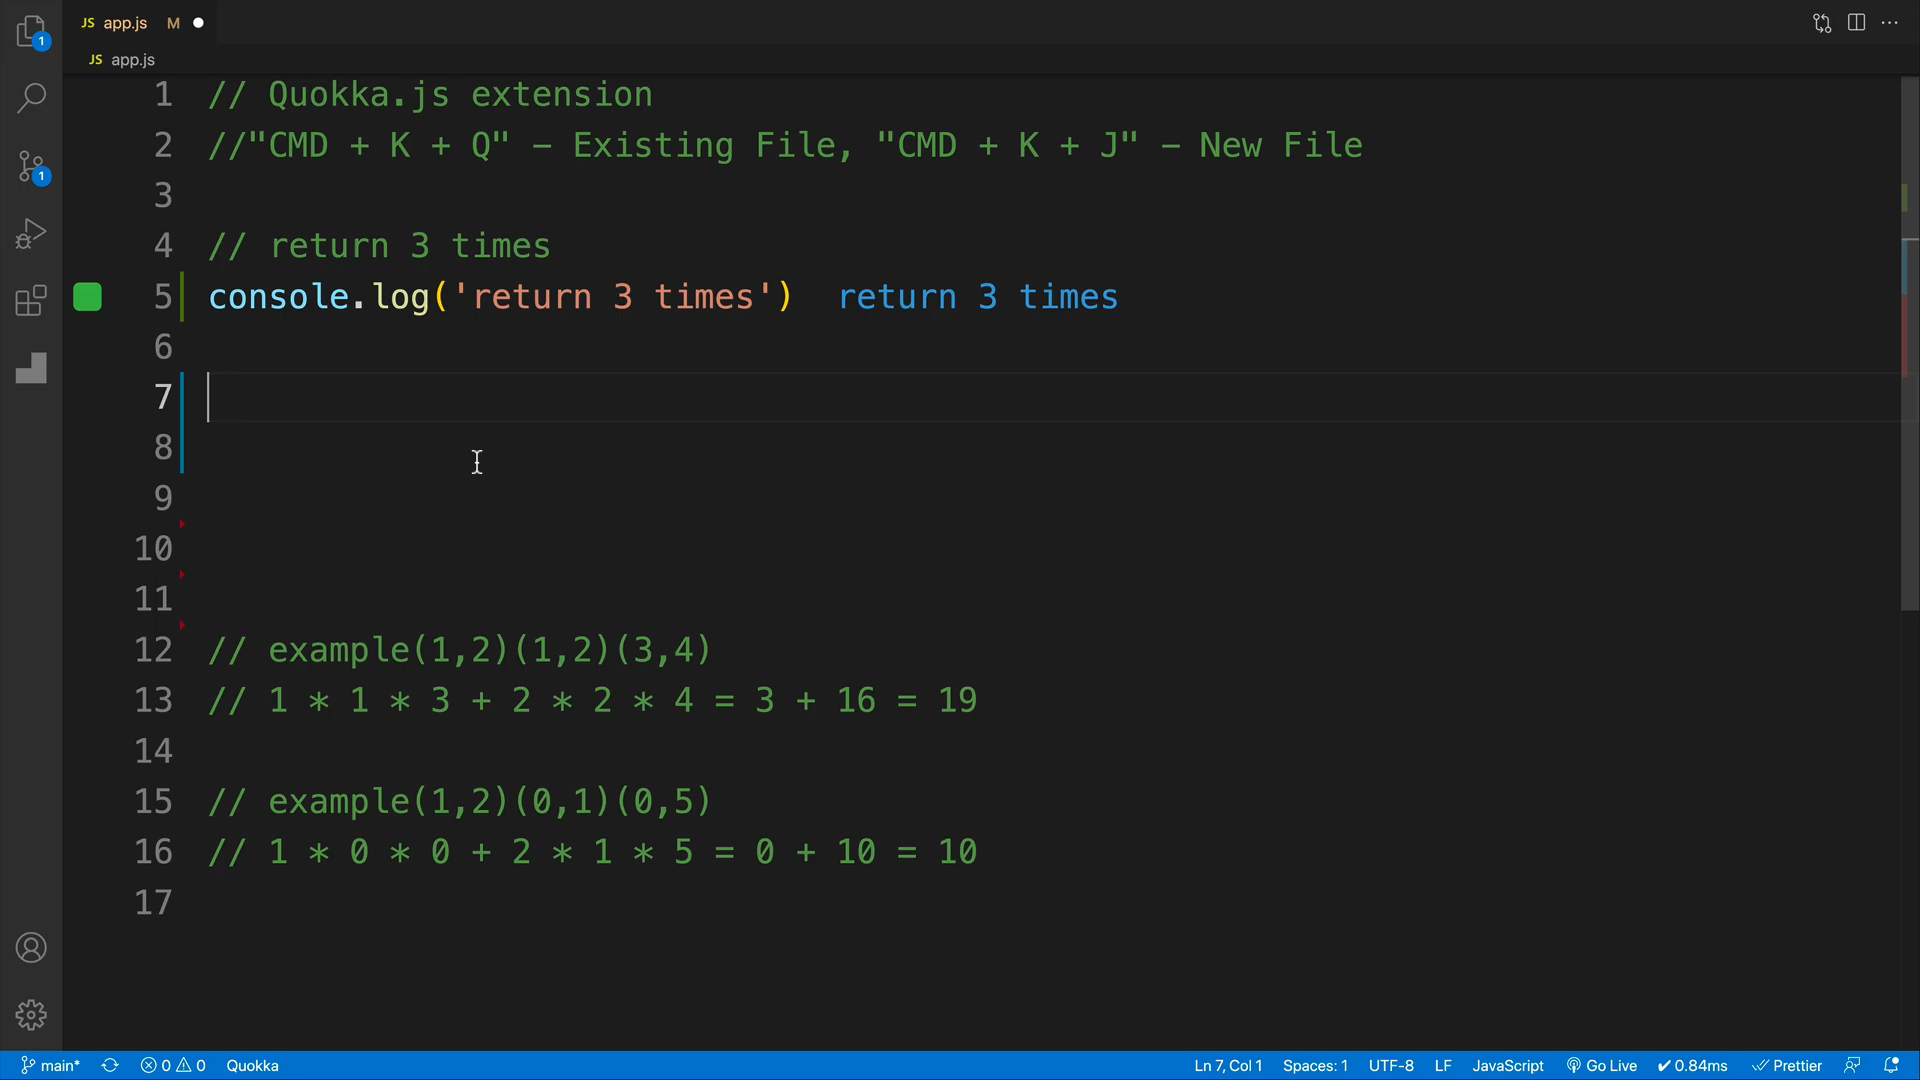 JS app.js M
JS app.js
1 // Quokka.js extension
2 //"CMD + K + Q" – Existing File, "CMD + K + J" – New File
3
4 // return 3 times
5 console.log('return 3 times') return 3 times
6
7
8
9
10
11
12 // example(1,2)(1,2)(3,4)
13 // 1 * 1 * 3 + 2 * 2 * 4 = 3 + 16 = 19
14
15 // example(1,2)(0,1)(0,5)
16 // 1 * 0 * 0 + 2 * 1 * 5 = 0 + 10 = 10
17
1
1
main* 0 0 Quokka Ln 7, Col 1 Spaces: 1 UTF-8 LF JavaScript Go Live ✔ 0.84ms Prettier